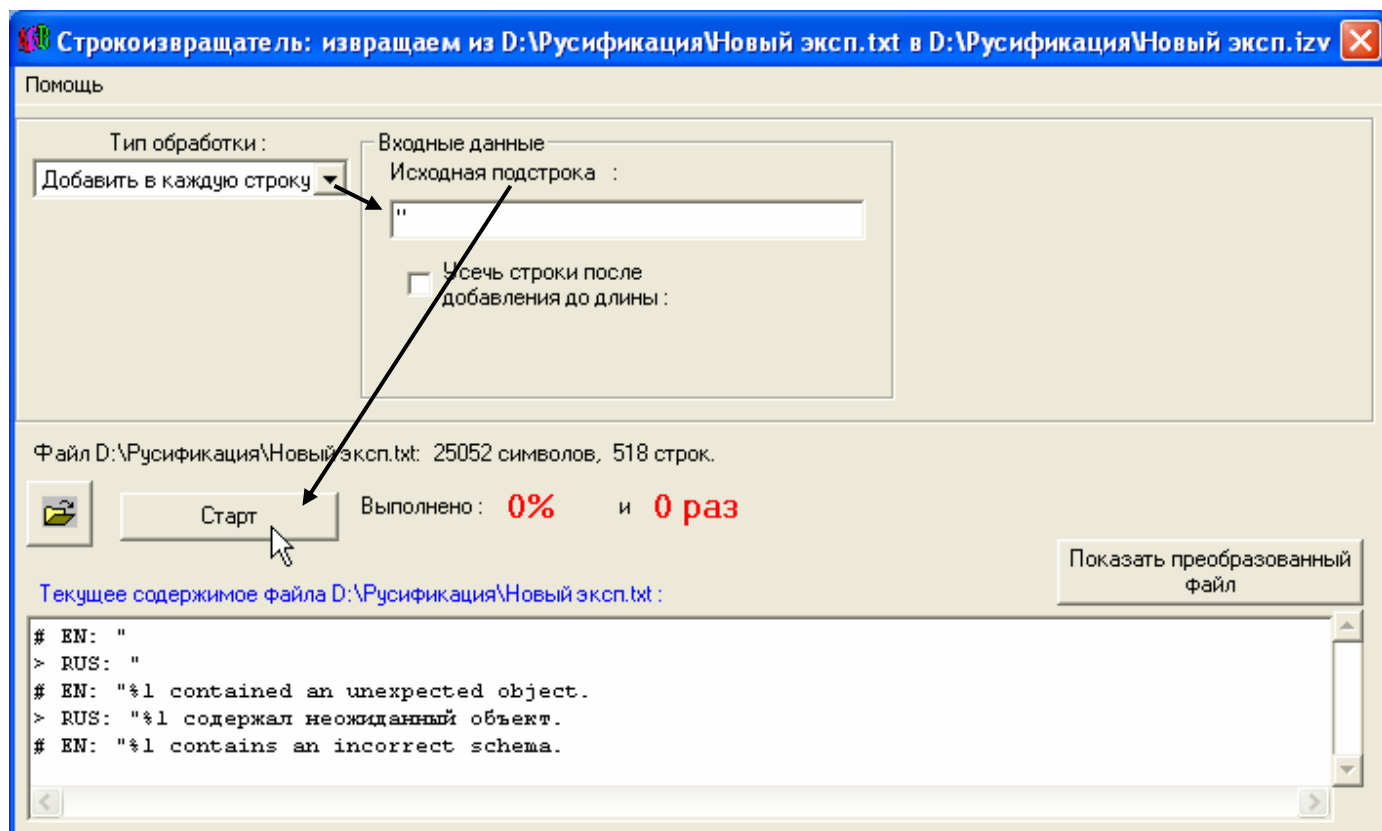 Строкоизвращатель: извращаем из D:\Русификация\Новый эксп.txt в D:\Русификация\Новый эксп.izv
Помощь
Тип обработки :
Добавить в каждую строку
Входные данные
Исходная подстрока :
"
Усечь строки после
добавления до длины :
Файл D:\Русификация\Новый эксп.txt: 25052 символов, 518 строк.
Старт
Выполнено : 0% и 0 раз
Показать преобразованный
файл
Текущее содержимое файла D:\Русификация\Новый эксп.txt :
# EN: "
> RUS: "
# EN: "%1 contained an unexpected object.
> RUS: "%1 содержал неожиданный объект.
# EN: "%1 contains an incorrect schema.